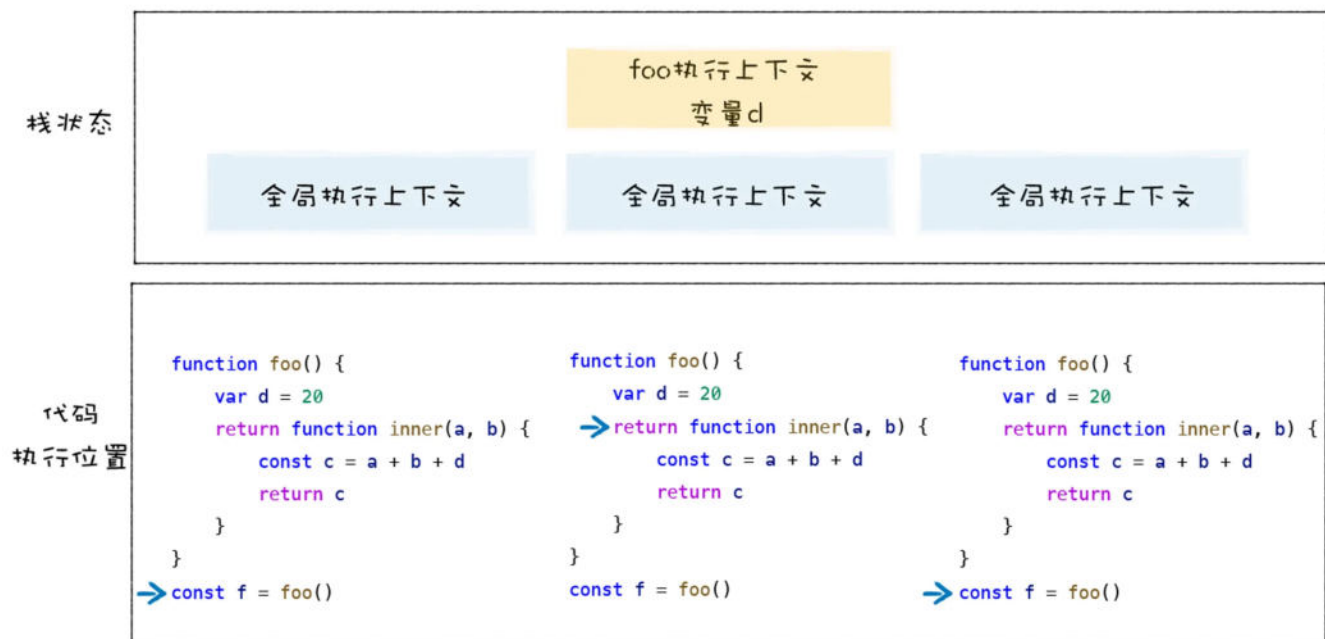 栈状态
foo执行上下文
变量d
全局执行上下文
全局执行上下文
全局执行上下文
代码
执行位置
function foo() {
var d = 20
return function inner(a, b) {
const c = a + b + d
return c
}
}
const f = foo()
function foo() {
var d = 20
return function inner(a, b) {
const c = a + b + d
return c
}
}
const f = foo()
function foo() {
var d = 20
return function inner(a, b) {
const c = a + b + d
return c
}
}
const f = foo()